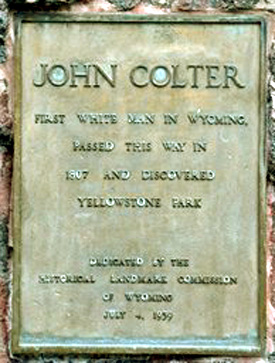 JOHN COLTER
FIRST WHITE MAN IN WYOMING,
PASSED THIS WAY IN
1807 AND DISCOVERED
YELLOWSTONE PARK
DEDICATED BY THE
HISTORICAL LANDMARK COMMISSION
OF WYOMING
JULY 4, 1939